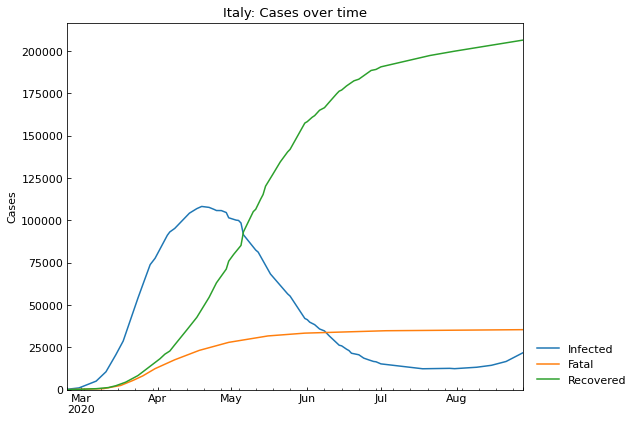 Italy: Cases over time
Cases
200000
175000
150000
125000
100000
75000
50000
25000
0
Mar
2020
Apr
May
Jun
Jul
Aug
Infected
Fatal
Recovered